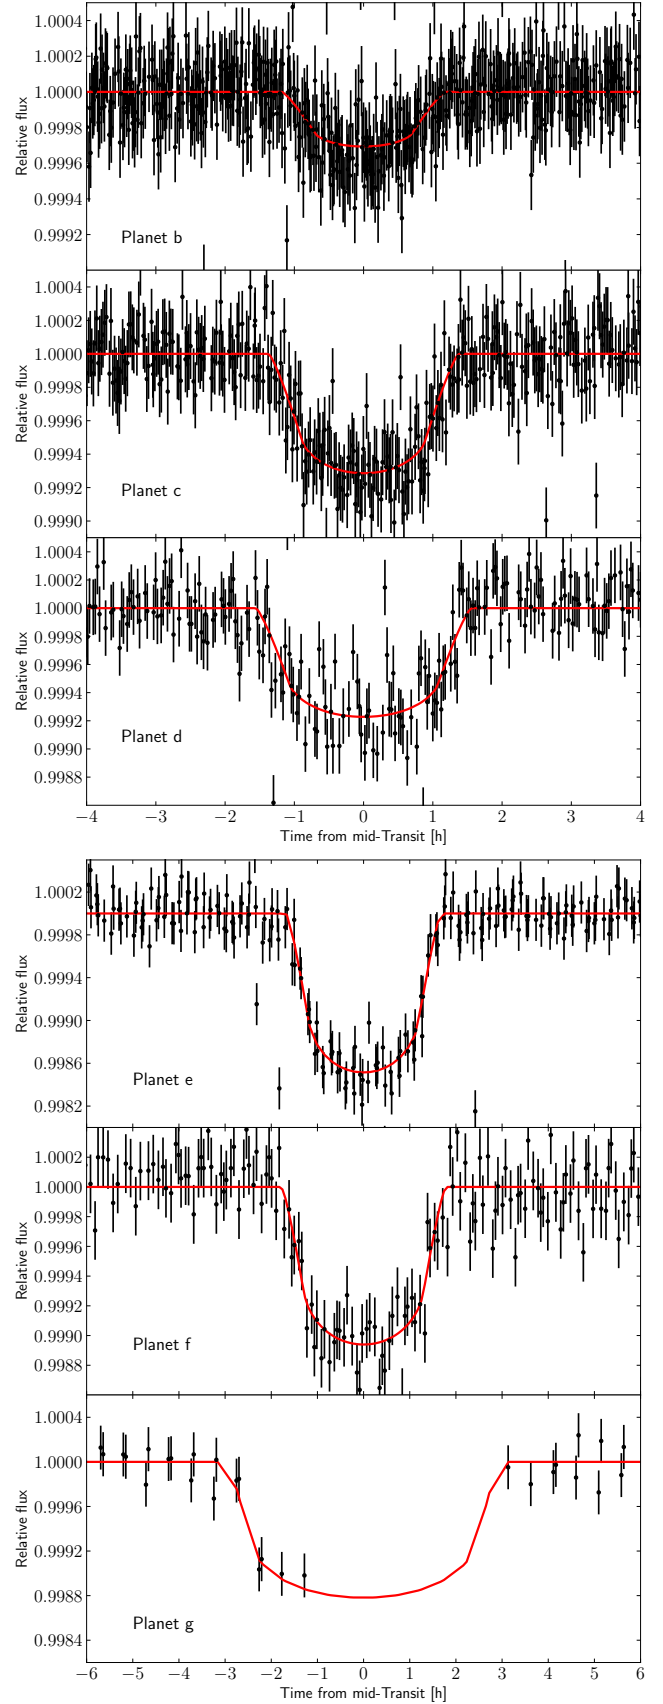 1.0004
1.0002
1.0000
0.9998
0.9996
0.9994
0.9992
Relative flux
Planet b
1.0004
1.0002
1.0000
0.9998
0.9996
0.9994
0.9992
0.9990
Relative flux
Planet c
1.0004
1.0002
1.0000
0.9998
0.9996
0.9994
0.9992
0.9990
0.9988
Relative flux
Planet d
−4 −3 −2 −1 0 1 2 3 4
Time from mid-Transit [h]
1.0002
0.9998
0.9994
0.9990
0.9986
0.9982
Relative flux
Planet e
1.0002
1.0000
0.9998
0.9996
0.9994
0.9992
0.9990
0.9988
Relative flux
Planet f
1.0004
1.0000
0.9996
0.9992
0.9988
0.9984
Relative flux
Planet g
−6 −5 −4 −3 −2 −1 0 1 2 3 4 5 6
Time from mid-Transit [h]